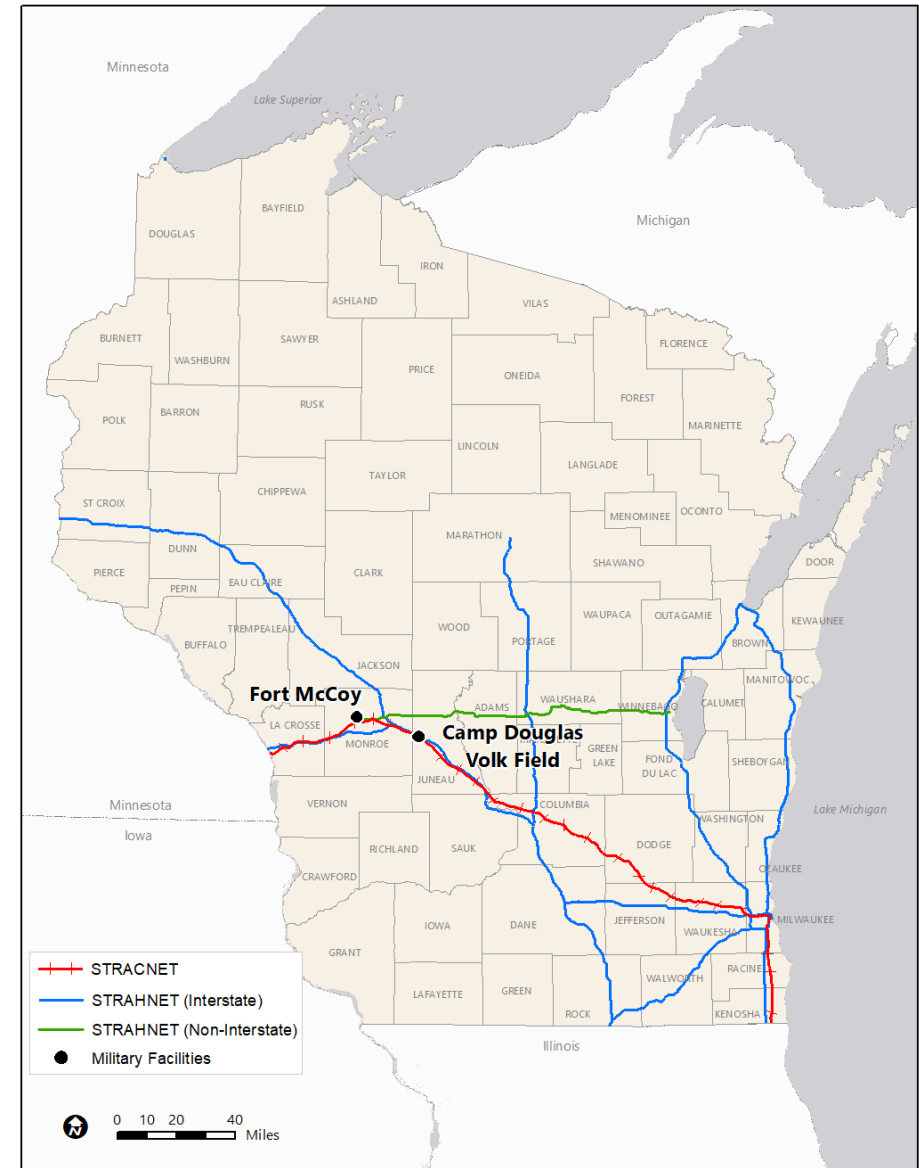 Minnesota
Lake Superior
Michigan
BAYFIELD
DOUGLAS
IRON
ASHLAND
VILAS
BURNETT
WASHBURN
SAWYER
FLORENCE
PRICE
ONEIDA
FOREST
RUSK
POLK
BARRON
MARINETTE
LINCOLN
LANGLADE
TAYLOR
CHIPPEWA
ST CROIX
MENOMINEE
OCONTO
MARATHON
DUNN
SHAWANO
DOOR
PIERCE
CLARK
PEPIN
EAU CLAIRE
WOOD
WAUPACA
OUTAGAMIE
KEWAUNEE
TREMPEALEAU
BUFFALO
PORTAGE
BROWN
JACKSON
MANITOWOC
Fort McCoy
ADAMS
WAUSHARA
WINNEBAGO
CALUMET
LA CROSSE
MONROE
Camp Douglas
Volk Field
GREEN
LAKE
FOND
DU LAC
SHEBOYGAN
JUNEAU
Minnesota
Iowa
VERNON
COLUMBIA
WASHINGTON
Lake Michigan
RICHLAND
SAUK
DODGE
OZAUKEE
CRAWFORD
IOWA
DANE
JEFFERSON
WAUKESHA
MILWAUKEE
GRANT
LAFAYETTE
GREEN
ROCK
WALWORTH
RACINE
KENOSHA
Illinois
STRACNET
STRAHNET (Interstate)
STRAHNET (Non-Interstate)
Military Facilities
N
0 10 20 40
Miles